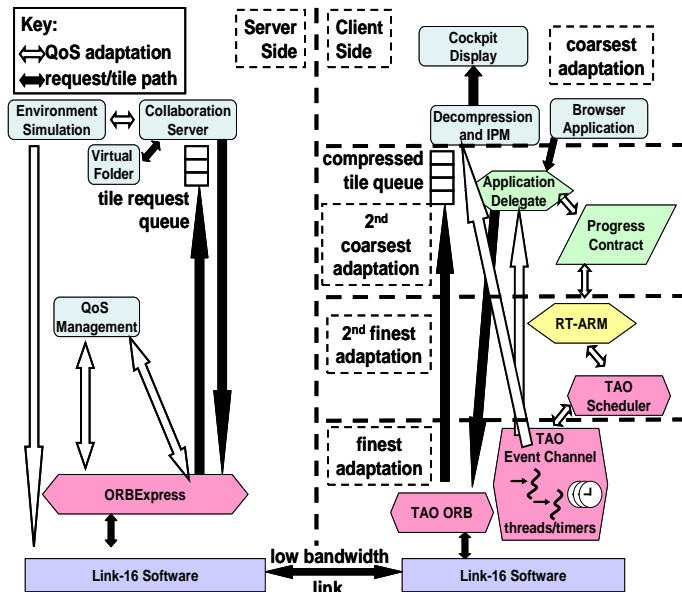 Key:
QoS adaptation
request/tile path
Server
Side
Client
Side
Cockpit
Display
coarsest
adaptation
Environment
Simulation
Collaboration
Server
Decompression
and IPM
Browser
Application
Virtual
Folder
compressed
tile queue
Application
Delegate
tile request
queue
2nd
coarsest
adaptation
Progress
Contract
QoS
Management
2nd finest
adaptation
RT-ARM
TAO
Scheduler
finest
adaptation
TAO
Event Channel
ORBExpress
TAO ORB
threads/timers
low bandwidth
link
Link-16 Software
Link-16 Software